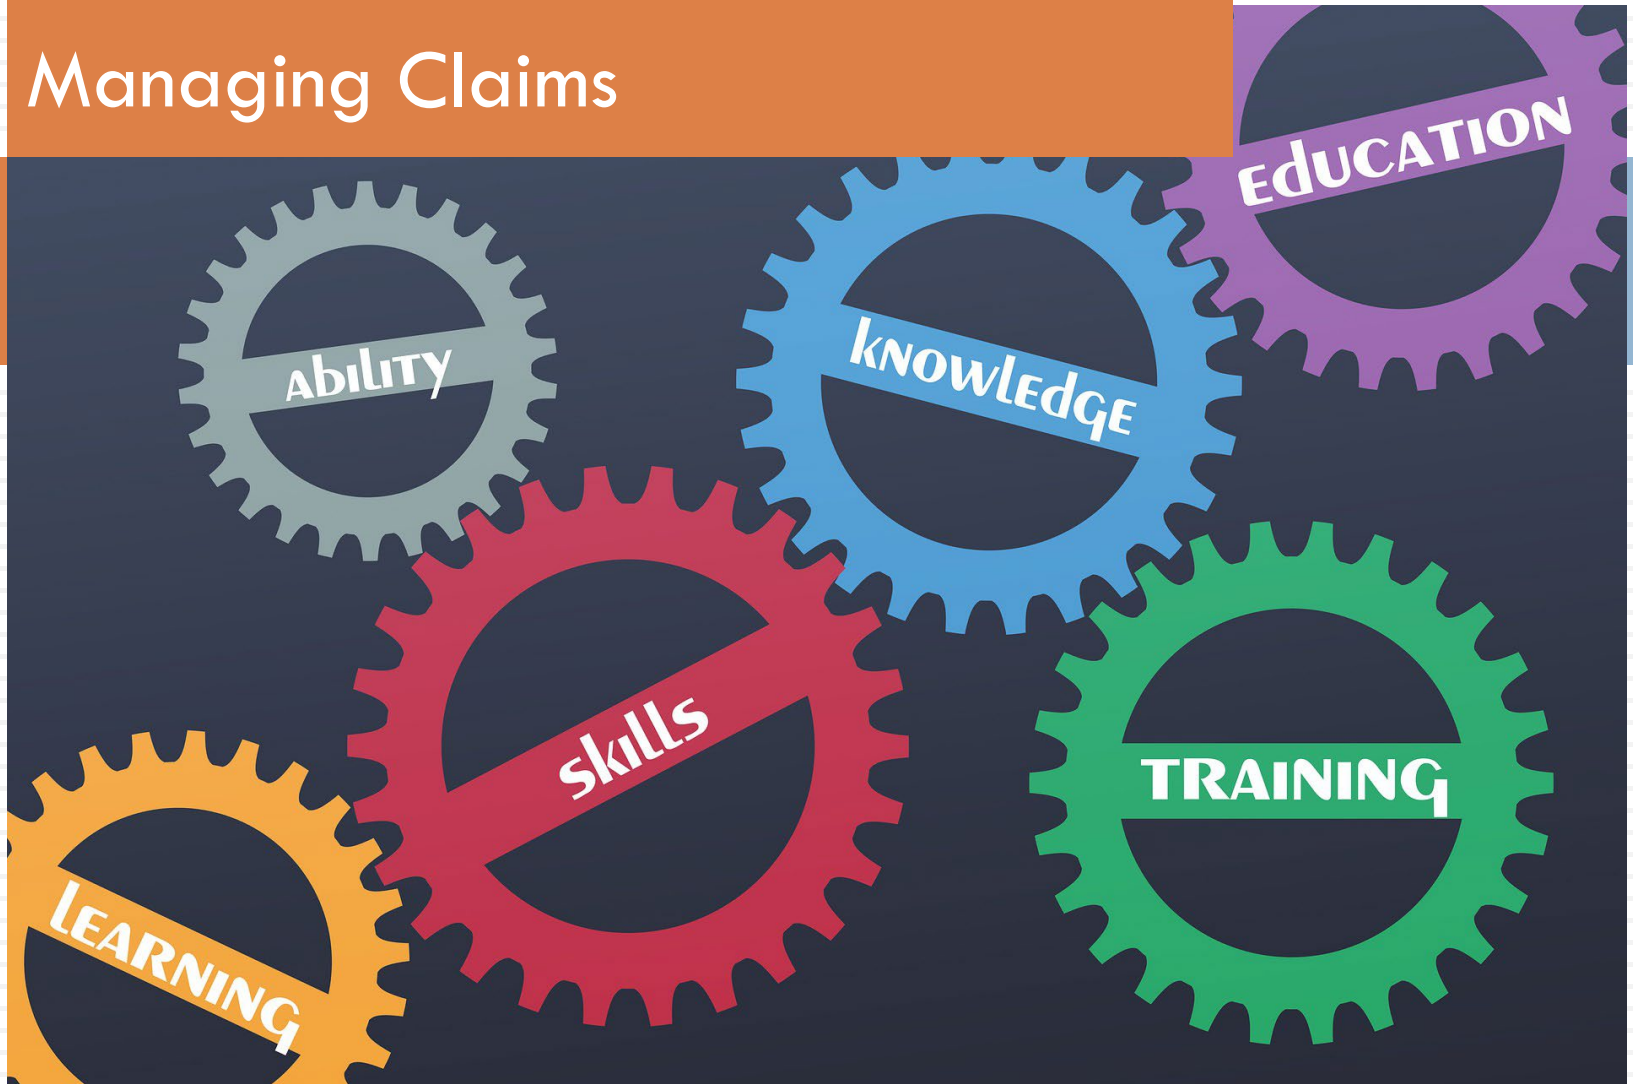 Managing Claims
EdUCATION
AbiliTY
kNOWlEdGE
skills
TRAINING
lEARNING